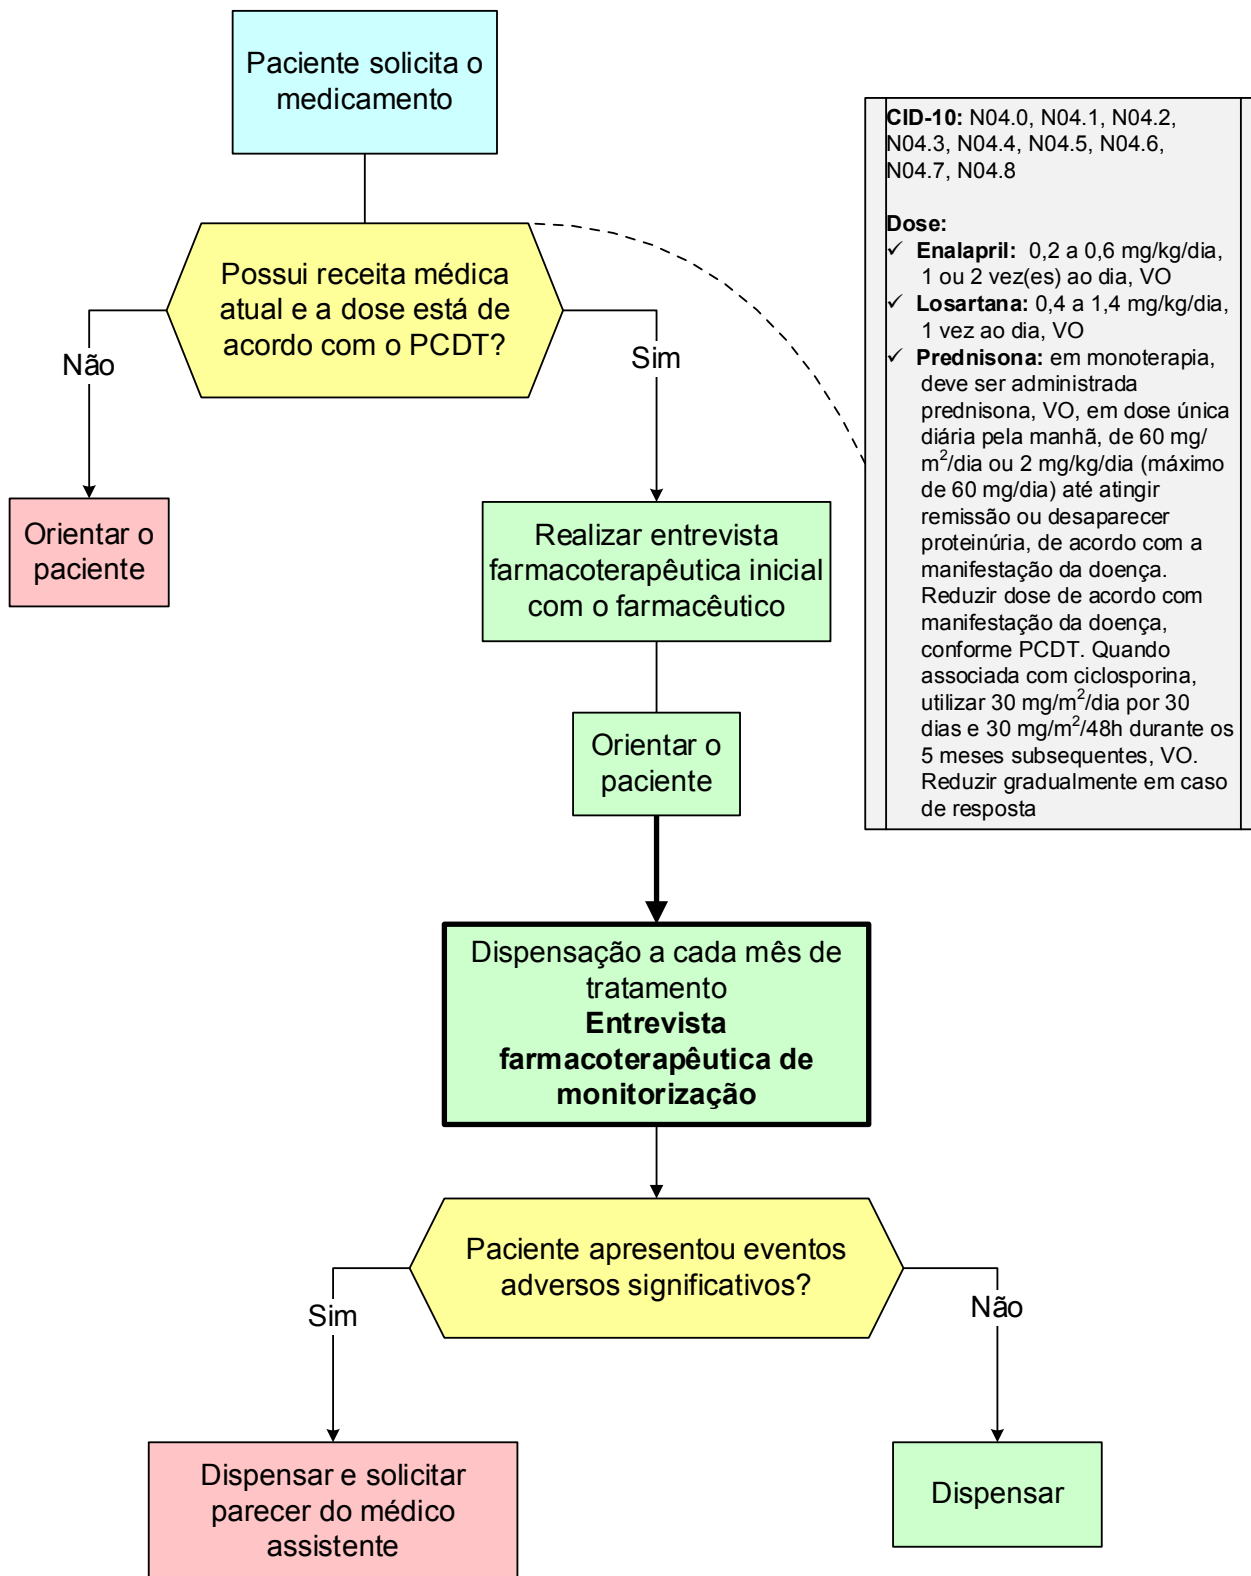 Paciente solicita o
medicamento
CID-10: N04.0, N04.1, N04.2,
N04.3, N04.4, N04.5, N04.6,
N04.7, N04.8
Dose:
✓ Enalapril: 0,2 a 0,6 mg/kg/dia,
1 ou 2 vez(es) ao dia, VO
✓ Losartana: 0,4 a 1,4 mg/kg/dia,
1 vez ao dia, VO
✓ Prednisona: em monoterapia,
deve ser administrada
prednisona, VO, em dose única
diária pela manhã, de 60 mg/
m²/dia ou 2 mg/kg/dia (máximo
de 60 mg/dia) até atingir
remissão ou desaparecer
proteinúria, de acordo com a
manifestação da doença.
Reduzir dose de acordo com
manifestação da doença,
conforme PCDT. Quando
associada com ciclosporina,
utilizar 30 mg/m²/dia por 30
dias e 30 mg/m²/48h durante os
5 meses subsequentes, VO.
Reduzir gradualmente em caso
de resposta
Possui receita médica
atual e a dose está de
acordo com o PCDT?
Não
Sim
Orientar o
paciente
Realizar entrevista
farmacoterapêutica inicial
com o farmacêutico
Orientar o
paciente
Dispensação a cada mês de
tratamento
Entrevista
farmacoterapêutica de
monitorização
Paciente apresentou eventos
adversos significativos?
Sim
Não
Dispensar e solicitar
parecer do médico
assistente
Dispensar